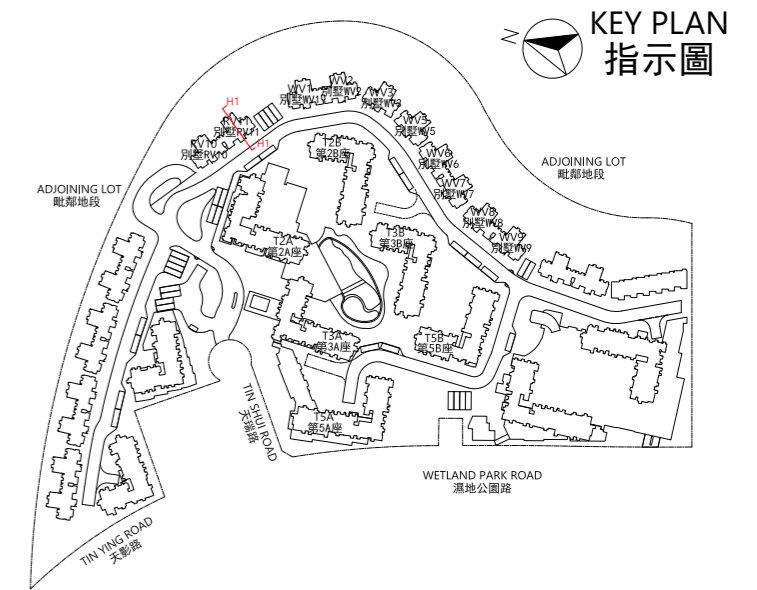 KEY PLAN
指示圖
N
H1
H1
WV1
別墅WV1
WV2
別墅WV2
WV3
別墅WV3
RV11
別墅RV11
RV10
別墅RV10
WV5
別墅WV5
T2B
第2B座
WV6
別墅WV6
ADJOINING LOT
毗鄰地段
ADJOINING LOT
毗鄰地段
WV7
別墅WV7
WV8
別墅WV8
T3B
第3B座
WV9
別墅WV9
T2A
第2A座
T3A
第3A座
T5B
第5B座
TIN SHUI ROAD
天瑞路
T5A
第5A座
WETLAND PARK ROAD
濕地公園路
TIN YING ROAD
天影路